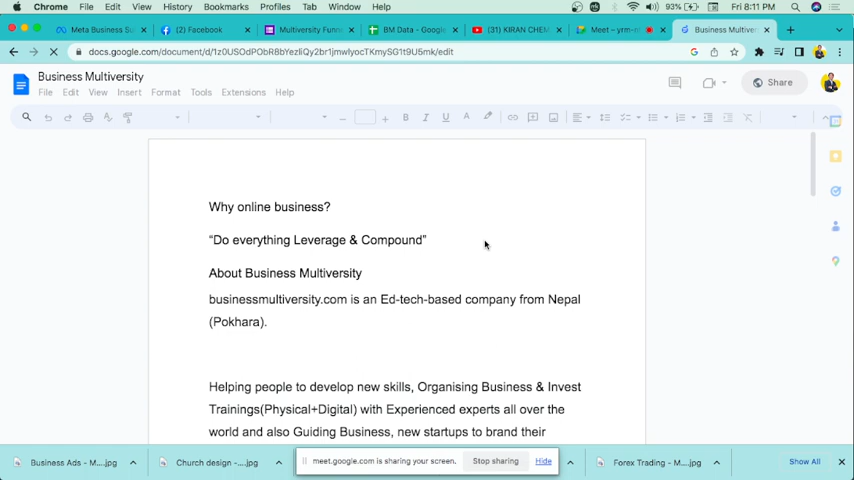 Chrome File Edit View History Bookmarks Profiles Tab Window Help 93% Fri 8:11 PM
Meta Business Su (2) Facebook Multiversity Funn BM Data - Google (31) KIRAN CHEM Meet – Business Multiver
docs.google.com/document/d/
Business Multiversity
File Edit View Insert Format Tools Extensions Help
Share
Why online business?
“Do everything Leverage & Compound”
About Business Multiversity
businessmultiversity.com is an Ed-tech-based company from Nepal
(Pokhara).
Helping people to develop new skills, Organising Business & Invest
Trainings(Physical+Digital) with Experienced experts all over the
world and also Guiding Business, new startups to brand their
Business Ads - M....jpg Church design -....jpg meet.google.com is sharing your screen. Stop sharing Hide Forex Trading - M....jpg Show All